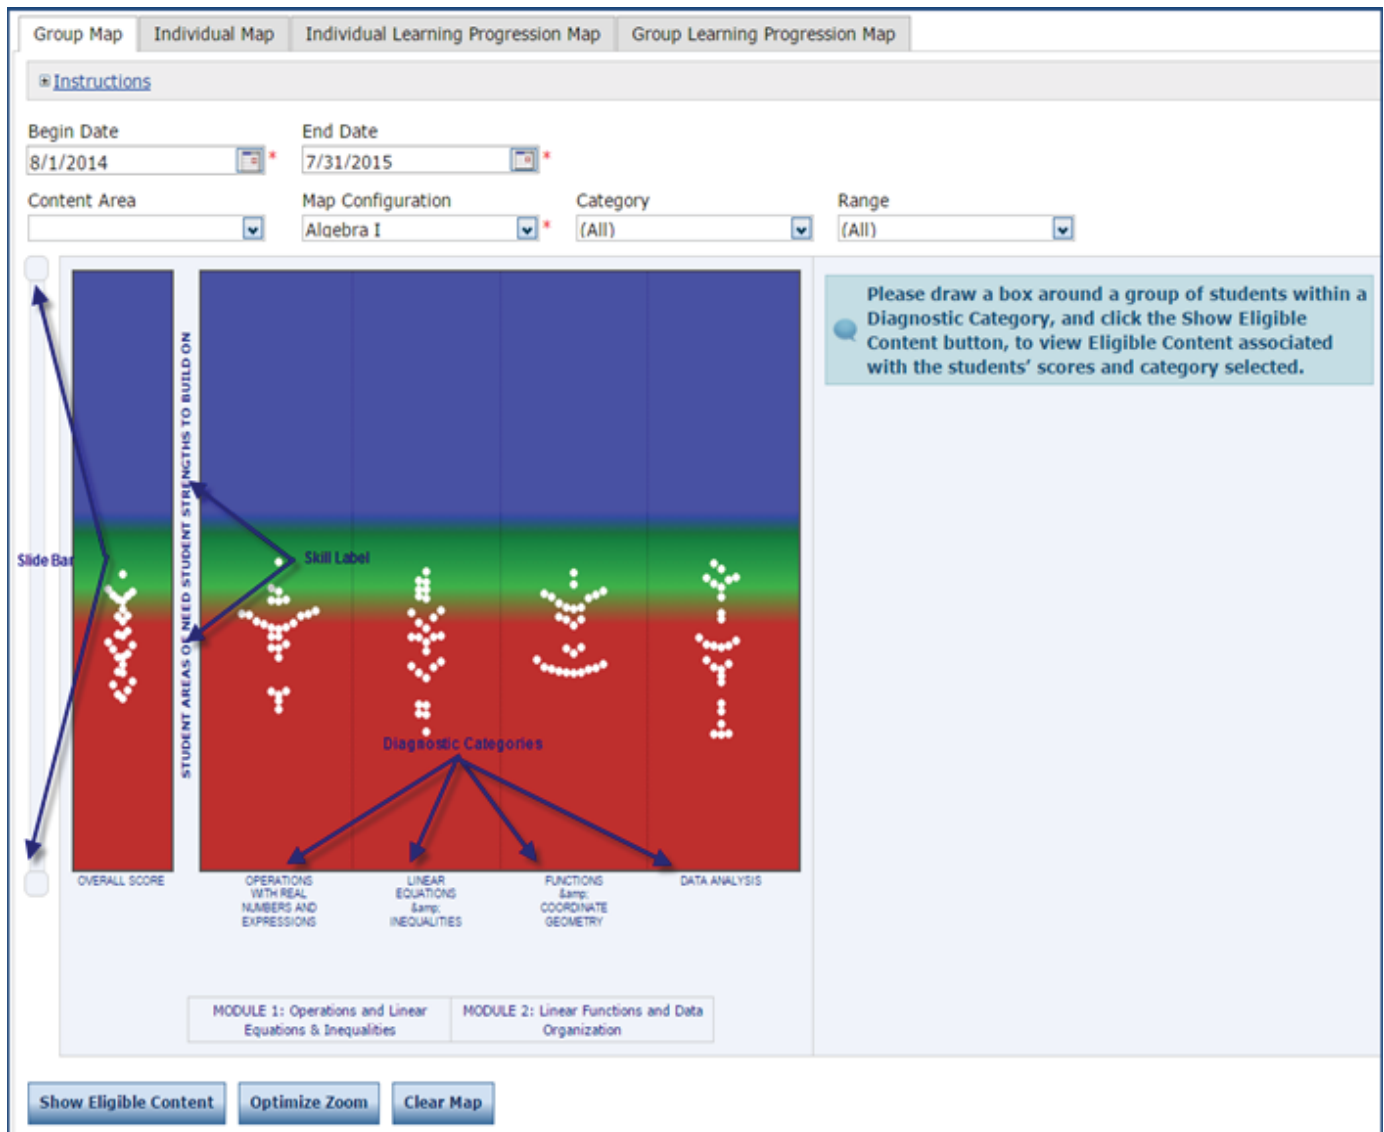 Group Map
Individual Map
Individual Learning Progression Map
Group Learning Progression Map
Instructions
Begin Date
End Date
8/1/2014
*
7/31/2015
*
Content Area
Map Configuration
Category
Range
Algebra I
*
(All)
(All)
Please draw a box around a group of students within a
Diagnostic Category, and click the Show Eligible
Content button, to view Eligible Content associated
with the students’ scores and category selected.
STUDENT AREAS OF NEED STUDENT STRENGTHS TO BUILD ON
Slide Bar
Skill Label
Diagnostic Categories
OVERALL SCORE
OPERATIONS
WITH REAL
NUMBERS AND
EXPRESSIONS
LINEAR
EQUATIONS
&amp;
INEQUALITIES
FUNCTIONS
&amp;
COORDINATE
GEOMETRY
DATA ANALYSIS
MODULE 1: Operations and Linear
Equations & Inequalities
MODULE 2: Linear Functions and Data
Organization
Show Eligible Content
Optimize Zoom
Clear Map